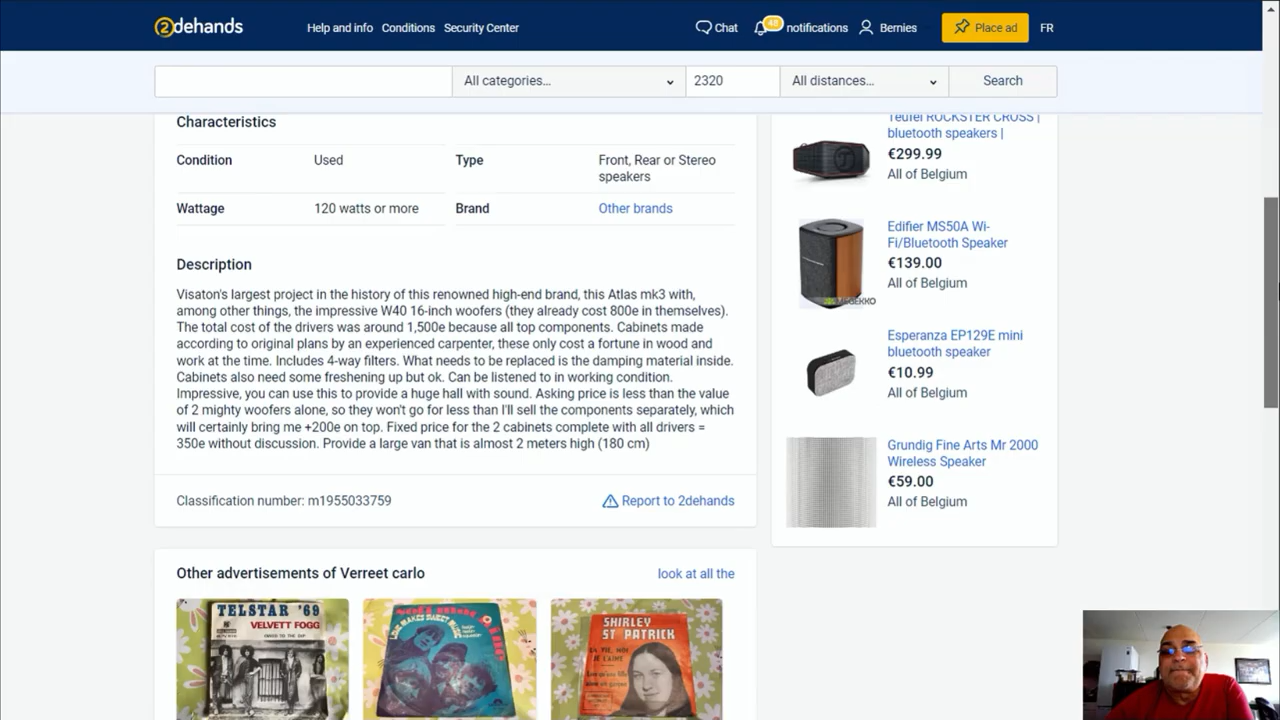 2dehands
Help and info Conditions Security Center
Chat 48 notifications Bernies Place ad FR
All categories... 2320 All distances... Search
Characteristics
Condition Used Type Front, Rear or Stereo
speakers
Wattage 120 watts or more Brand Other brands
Description
Visaton's largest project in the history of this renowned high-end brand, this Atlas mk3 with,
among other things, the impressive W40 16-inch woofers (they already cost 800e in themselves).
The total cost of the drivers was around 1,500e because all top components. Cabinets made
according to original plans by an experienced carpenter, these only cost a fortune in wood and
work at the time. Includes 4-way filters. What needs to be replaced is the damping material inside.
Cabinets also need some freshening up but ok. Can be listened to in working condition.
Impressive, you can use this to provide a huge hall with sound. Asking price is less than the value
of 2 mighty woofers alone, so they won't go for less than I'll sell the components separately, which
will certainly bring me +200e on top. Fixed price for the 2 cabinets complete with all drivers =
350e without discussion. Provide a large van that is almost 2 meters high (180 cm)
Classification number: m1955033759
Report to 2dehands
Teufel ROCKSTER CROSS |
bluetooth speakers |
€299.99
All of Belgium
Edifier MS50A Wi-
Fi/Bluetooth Speaker
€139.00
All of Belgium
Esperanza EP129E mini
bluetooth speaker
€10.99
All of Belgium
Grundig Fine Arts Mr 2000
Wireless Speaker
€59.00
All of Belgium
Other advertisements of Verreet carlo
look at all the
TELSTAR '69
VELVETT FOGG
SHIRLEY
ST PATRICK